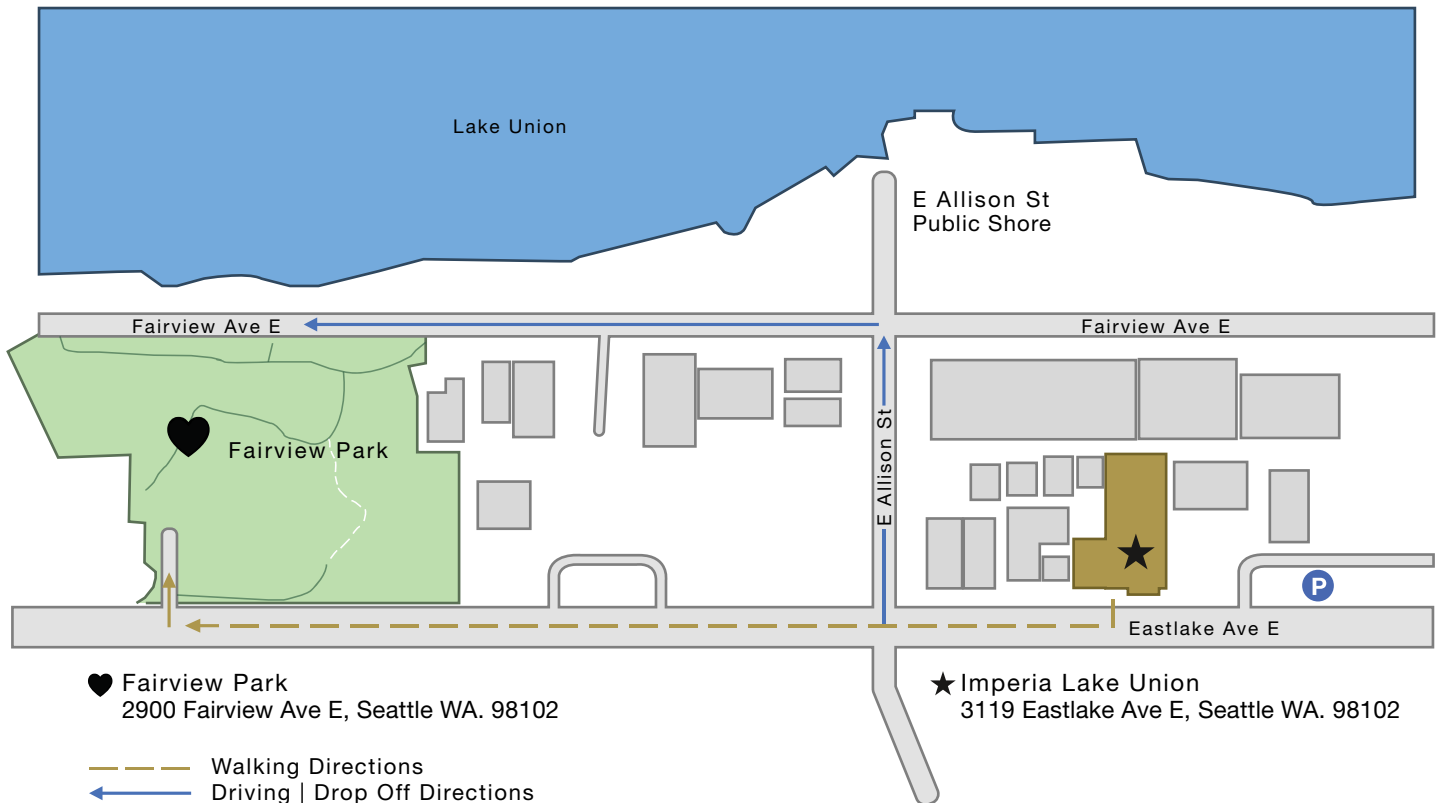 Lake Union
E Allison St
Public Shore
Fairview Ave E
Fairview Ave E
E Allison St
Fairview Park
P
Eastlake Ave E
Fairview Park
2900 Fairview Ave E, Seattle WA. 98102
Imperia Lake Union
3119 Eastlake Ave E, Seattle WA. 98102
Walking Directions
Driving | Drop Off Directions